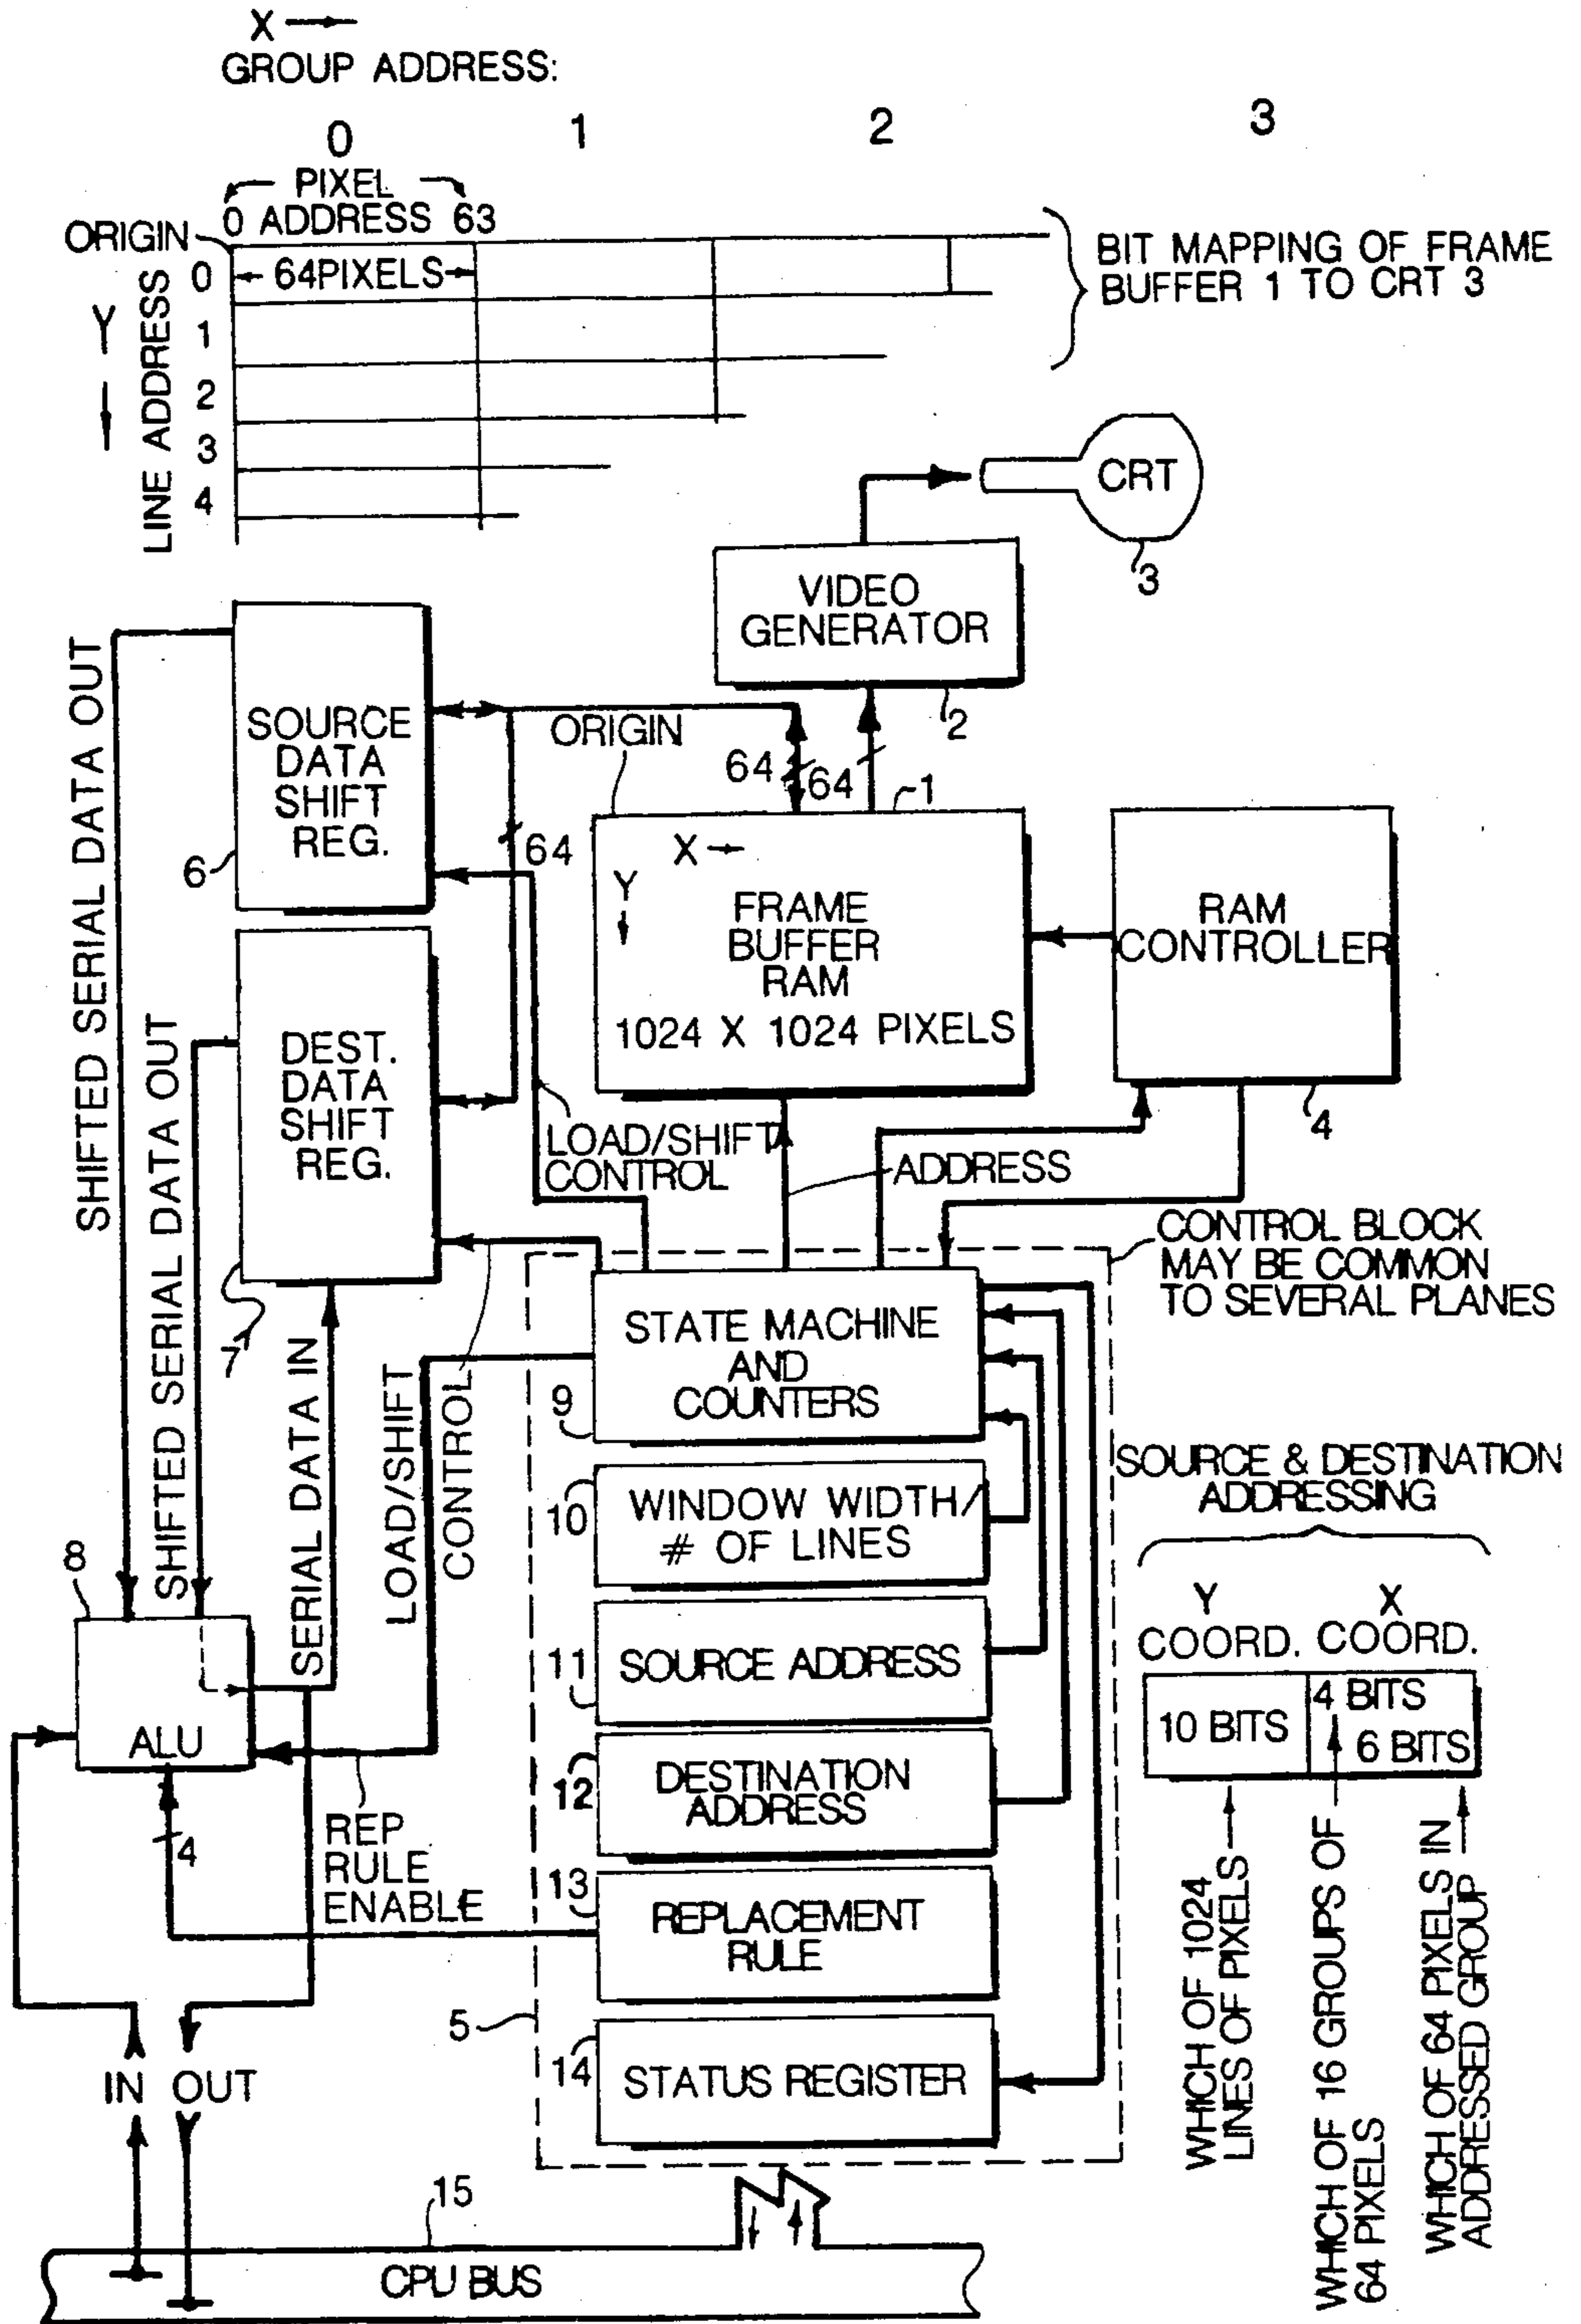 X
GROUP ADDRESS:
0
1
2
3
PIXEL
0 ADDRESS 63
ORIGIN
BIT MAPPING OF FRAME
BUFFER 1 TO CRT 3
Y
LINE ADDRESS
0
64PIXELS
1
2
3
4
CRT
3
VIDEO
GENERATOR
2
SHIFTED SERIAL DATA OUT
SOURCE
DATA
SHIFT
REG.
6
ORIGIN
64
64
64
1
X
Y
FRAME
BUFFER
RAM
1024 X 1024 PIXELS
RAM
CONTROLLER
4
SHIFTED SERIAL DATA OUT
DEST.
DATA
SHIFT
REG.
7
LOAD/SHIFT
CONTROL
ADDRESS
CONTROL BLOCK
MAY BE COMMON
TO SEVERAL PLANES
SERIAL DATA IN
LOAD/SHIFT
CONTROL
STATE MACHINE
AND
COUNTERS
9
10
WINDOW WIDTH/
# OF LINES
11
SOURCE ADDRESS
12
DESTINATION
ADDRESS
13
REPLACEMENT
RULE
14
STATUS REGISTER
5
8
ALU
4
REP
RULE
ENABLE
SOURCE & DESTINATION
ADDRESSING
Y
COORD.
X
COORD.
10 BITS
4 BITS
6 BITS
WHICH OF 1024
LINES OF PIXELS
WHICH OF 16 GROUPS OF
64 PIXELS
WHICH OF 64 PIXELS IN
ADDRESSED GROUP
IN OUT
15
CPU BUS